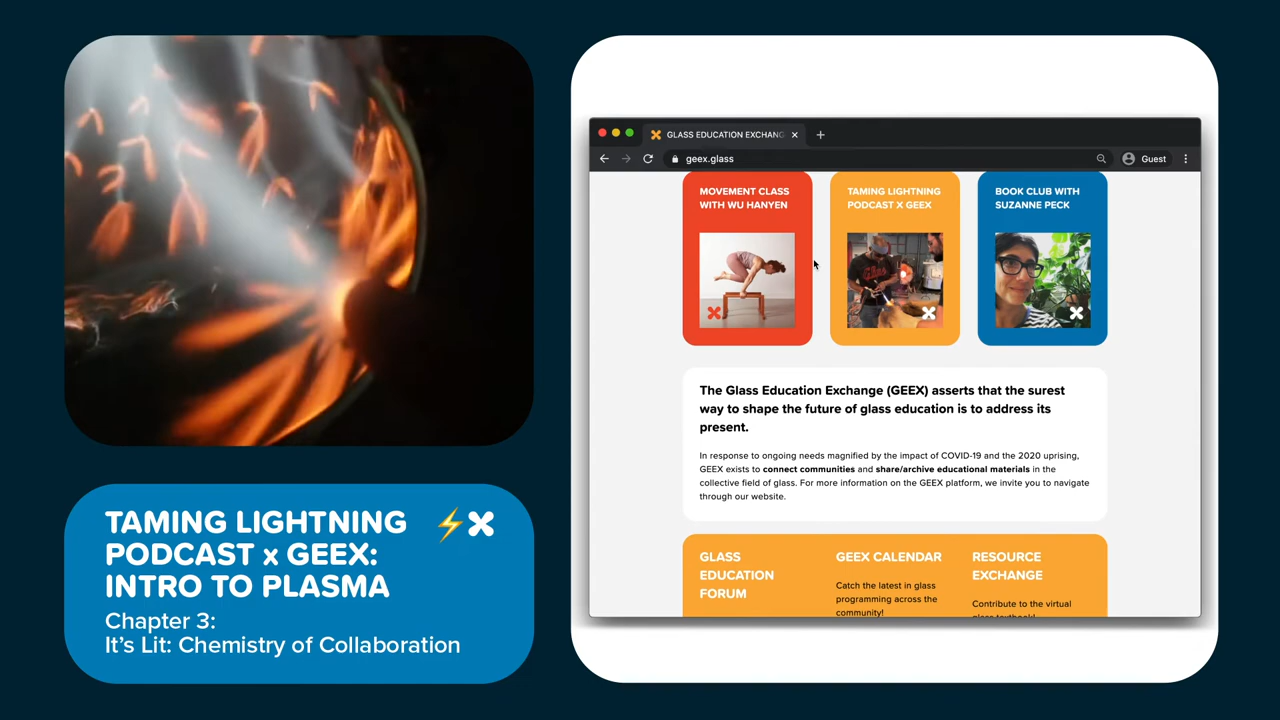 TAMING LIGHTNING
PODCAST x GEEX:
INTRO TO PLASMA
Chapter 3:
It's Lit: Chemistry of Collaboration
GLASS EDUCATION EXCHANG
geex.glass
Guest
MOVEMENT CLASS
WITH WU HANYEN
TAMING LIGHTNING
PODCAST X GEEX
BOOK CLUB WITH
SUZANNE PECK
The Glass Education Exchange (GEEX) asserts that the surest
way to shape the future of glass education is to address its
present.
In response to ongoing needs magnified by the impact of COVID-19 and the 2020 uprising,
GEEX exists to connect communities and share/archive educational materials in the
collective field of glass. For more information on the GEEX platform, we invite you to navigate
through our website.
GLASS
EDUCATION
FORUM
GEEX CALENDAR
Catch the latest in glass
programming across the
community!
RESOURCE
EXCHANGE
Contribute to the virtual